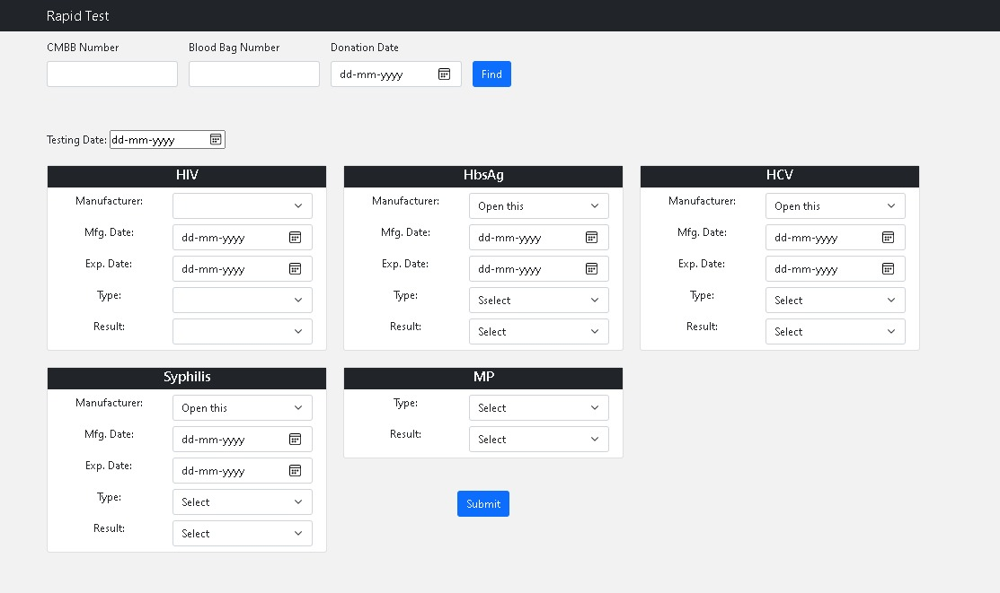 Rapid Test
CMBB Number Blood Bag Number Donation Date
dd-mm-yyyy Find
Testing Date: dd-mm-yyyy
HIV
Manufacturer:
Mfg. Date: dd-mm-yyyy
Exp. Date: dd-mm-yyyy
Type:
Result:
HbsAg
Manufacturer: Open this
Mfg. Date: dd-mm-yyyy
Exp. Date: dd-mm-yyyy
Type: Sselect
Result: Select
HCV
Manufacturer: Open this
Mfg. Date: dd-mm-yyyy
Exp. Date: dd-mm-yyyy
Type: Select
Result: Select
Syphilis
Manufacturer: Open this
Mfg. Date: dd-mm-yyyy
Exp. Date: dd-mm-yyyy
Type: Select
Result: Select
MP
Type: Select
Result: Select
Submit